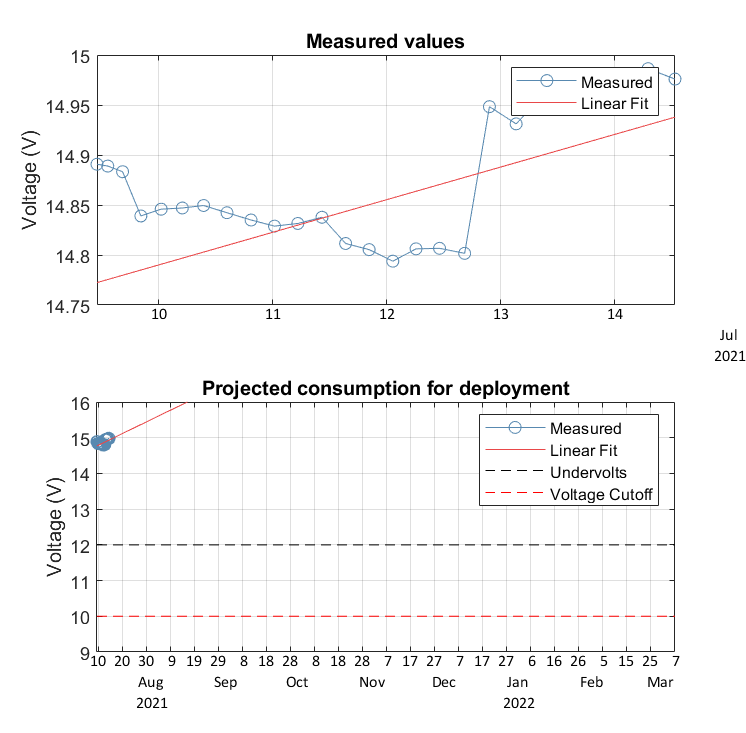 Measured values
Voltage (V)
15
14.95
14.9
14.85
14.8
14.75
Measured
Linear Fit
10 11 12 13 14
Jul
2021
Projected consumption for deployment
Voltage (V)
16
15
14
13
12
11
10
9
Measured
Linear Fit
Undervolts
Voltage Cutoff
10 20 30 9 19 29 8 18 28 8 18 28 7 17 27 7 17 27 6 16 26 5 15 25 7
Aug Sep Oct Nov Dec Jan Feb Mar
2021 2022